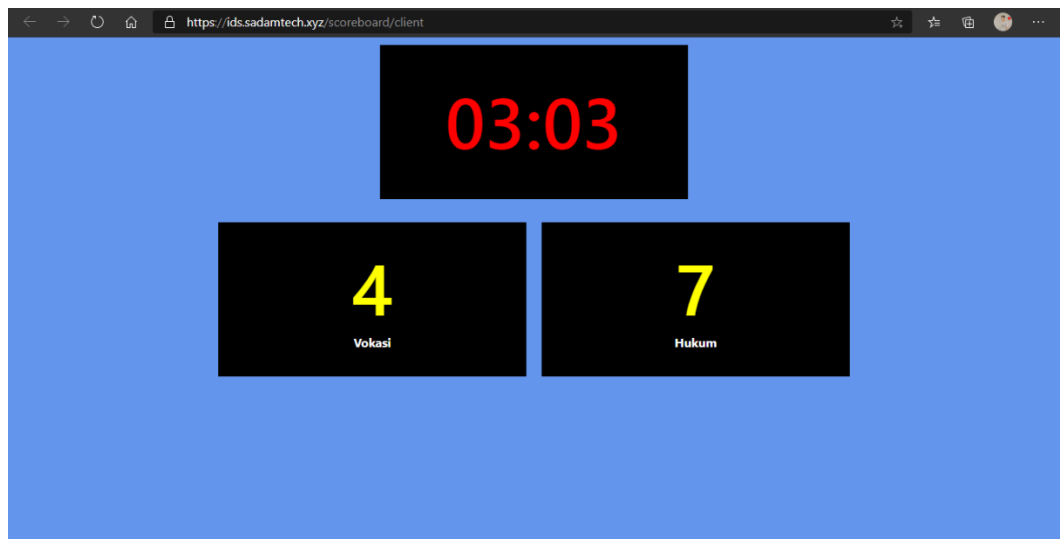 https://ids.sadamtech.xyz/scoreboard/client
03:03
4
7
Vokasi
Hukum